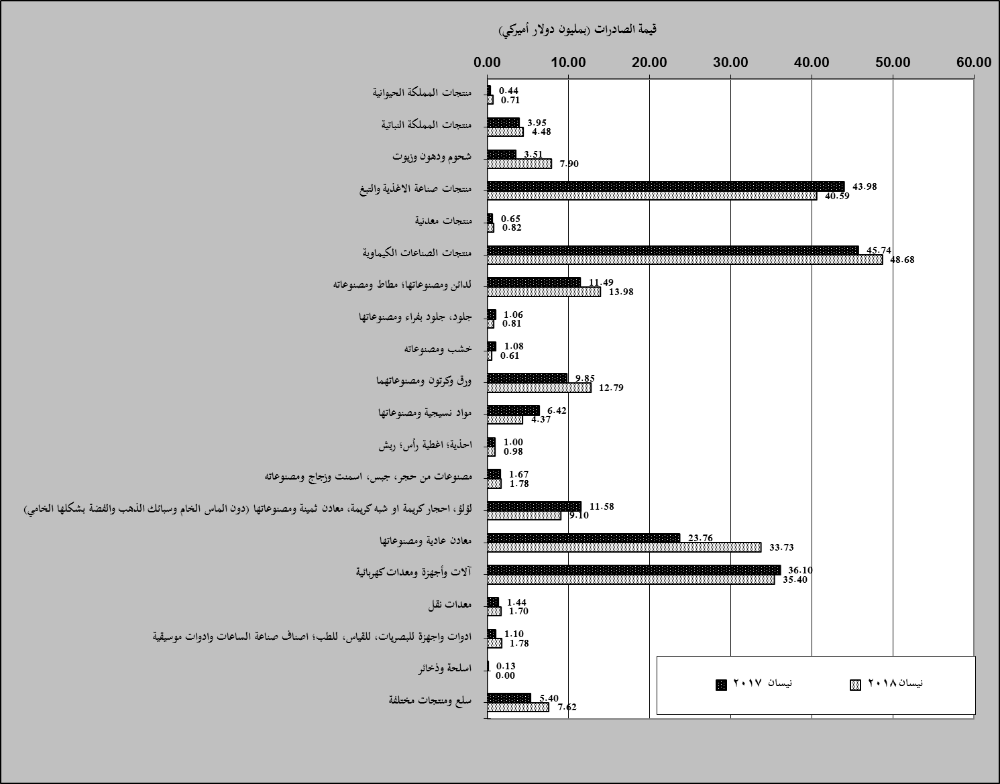 قيمة الصادرات (بمليون دولار أميركي)
0.00 10.00 20.00 30.00 40.00 50.00 60.00
منتجات المملكة الحيوانية 0.44
0.71
منتجات المملكة النباتية 3.95
4.48
شحوم ودهون وزيوت 3.51
7.90
منتجات صناعة الاغذية والتبغ 43.98
40.59
منتجات معدنية 0.65
0.82
منتجات الصناعات الكيماوية 45.74
48.68
لدائن ومصنوعاتها؛ مطاط ومصنوعاته 11.49
13.98
جلود، جلود بفراء ومصنوعاتها 1.06
0.81
خشب ومصنوعاته 1.08
0.61
ورق وكرتون ومصنوعاتهما 9.85
12.79
مواد نسيجية ومصنوعاتها 6.42
4.37
احذية؛ اغطية رأس؛ ريش 1.00
0.98
مصنوعات من حجر، جبس، اسمنت وزجاج ومصنوعاته 1.67
1.78
لؤلؤ، احجار كريمة او شبه كريمة، معادن ثمينة ومصنوعاتها (دون الماس الخام وسبائك الذهب والفضة بشكلها الخامي) 11.58
9.10
معادن عادية ومصنوعاتها 23.76
33.73
آلات وأجهزة ومعدات كهربائية 36.10
35.40
معدات نقل 1.44
1.70
ادوات واجهزة للبصريات، للقياس، للطب؛ اصناف صناعة الساعات وادوات موسيقية 1.10
1.78
اسلحة وذخائر 0.13
0.00
سلع ومنتجات مختلفة 5.40
7.62
نيسان ٢٠١٨ نيسان ٢٠١٧